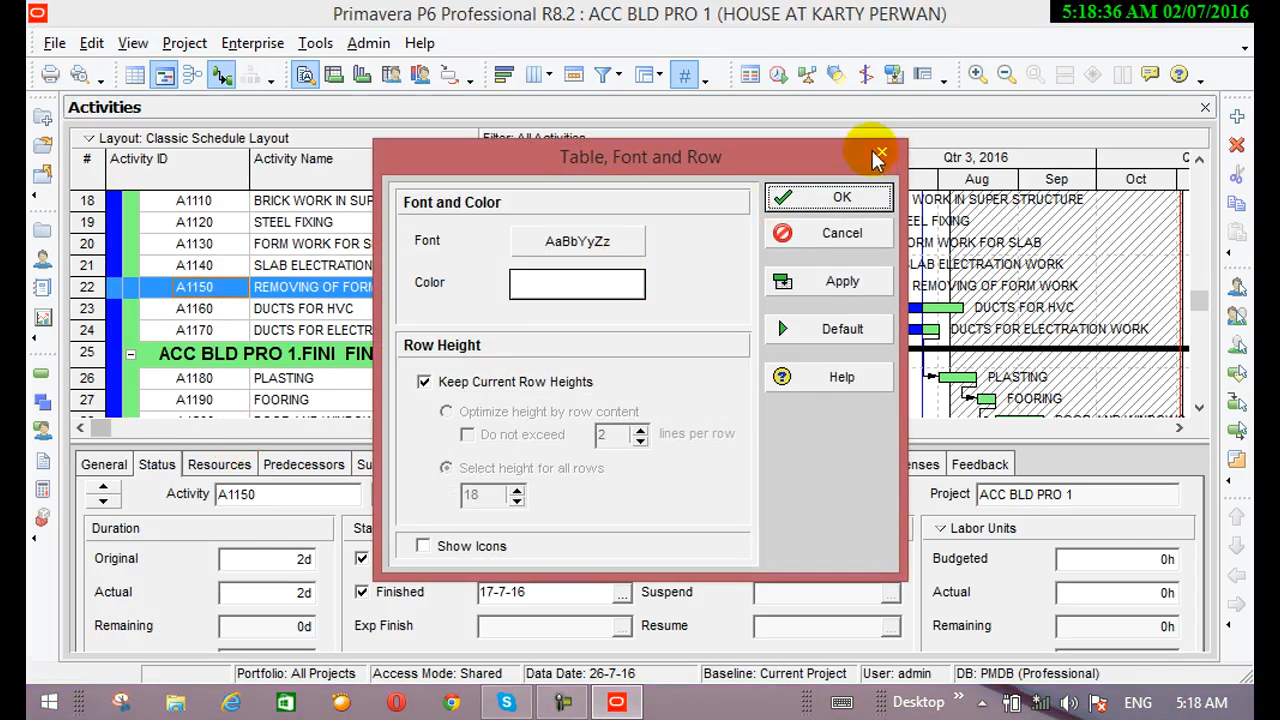 Primavera P6 Professional R8.2 : ACC BLD PRO 1 (HOUSE AT KARTY PERWAN)
5:18:36 AM 02/07/2016
File Edit View Project Enterprise Tools Admin Help
Activities
Layout: Classic Schedule Layout
Filter: All Activities
# Activity ID Activity Name
Qtr 3, 2016
Aug Sep Oct
18 A1110 BRICK WORK IN SUP
19 A1120 STEEL FIXING
20 A1130 FORM WORK FOR S
21 A1140 SLAB ELECTRATION
22 A1150 REMOVING OF FORM
23 A1160 DUCTS FOR HVC
24 A1170 DUCTS FOR ELECTR
25 ACC BLD PRO 1.FINI FIN
26 A1180 PLASTING
27 A1190 FOORING
WORK IN SUPER STRUCTURE
EEL FIXING
ORM WORK FOR SLAB
LAB ELECTRATION WORK
REMOVING OF FORM WORK
DUCTS FOR HVC
DUCTS FOR ELECTRATION WORK
PLASTING
FOORING
Table, Font and Row
Font and Color
Font AaBbYyZz
Color
Row Height
Keep Current Row Heights
Optimize height by row content
Do not exceed 2 lines per row
Select height for all rows
18
Show Icons
OK
Cancel
Apply
Default
Help
General Status Resources Predecessors Su
enses Feedback
Activity A1150
Project ACC BLD PRO 1
Duration
Sta
Labor Units
Original 2d
Budgeted 0h
Actual 2d
Finished 17-7-16 ...
Suspend ...
Actual 0h
Remaining 0d
Exp Finish ...
Resume ...
Remaining 0h
Portfolio: All Projects Access Mode: Shared Data Date: 26-7-16 Baseline: Current Project User: admin DB: PMDB (Professional)
Desktop » ENG 5:18 AM